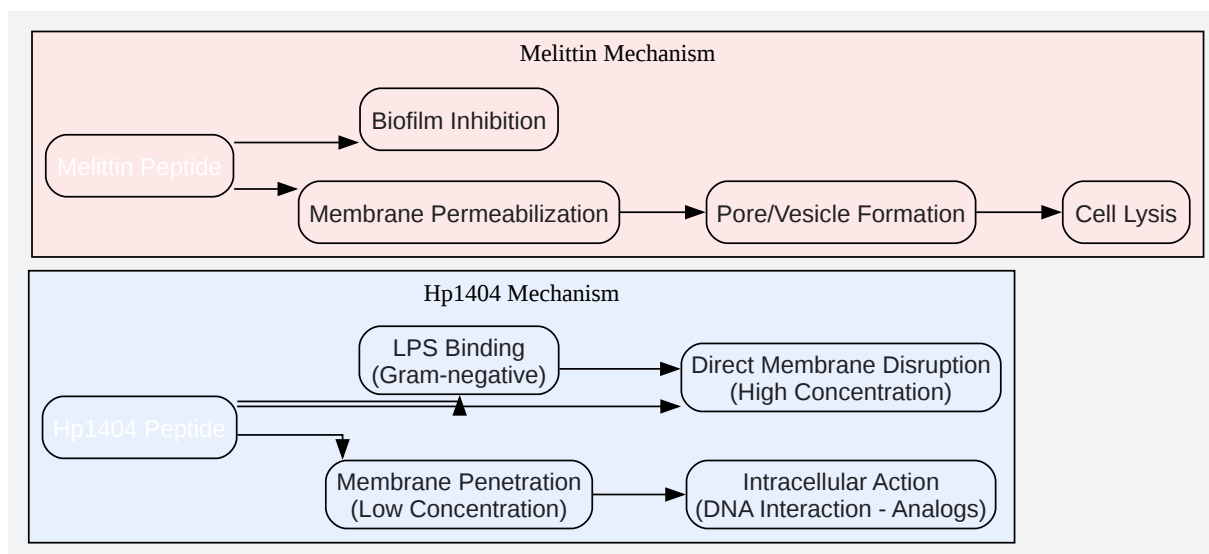 Melittin Mechanism
Biofilm Inhibition
Melittin Peptide
Membrane Permeabilization
Pore/Vesicle Formation
Cell Lysis
Hp1404 Mechanism
LPS Binding
(Gram-negative)
Direct Membrane Disruption
(High Concentration)
Hp1404 Peptide
Membrane Penetration
(Low Concentration)
Intracellular Action
(DNA Interaction - Analogs)